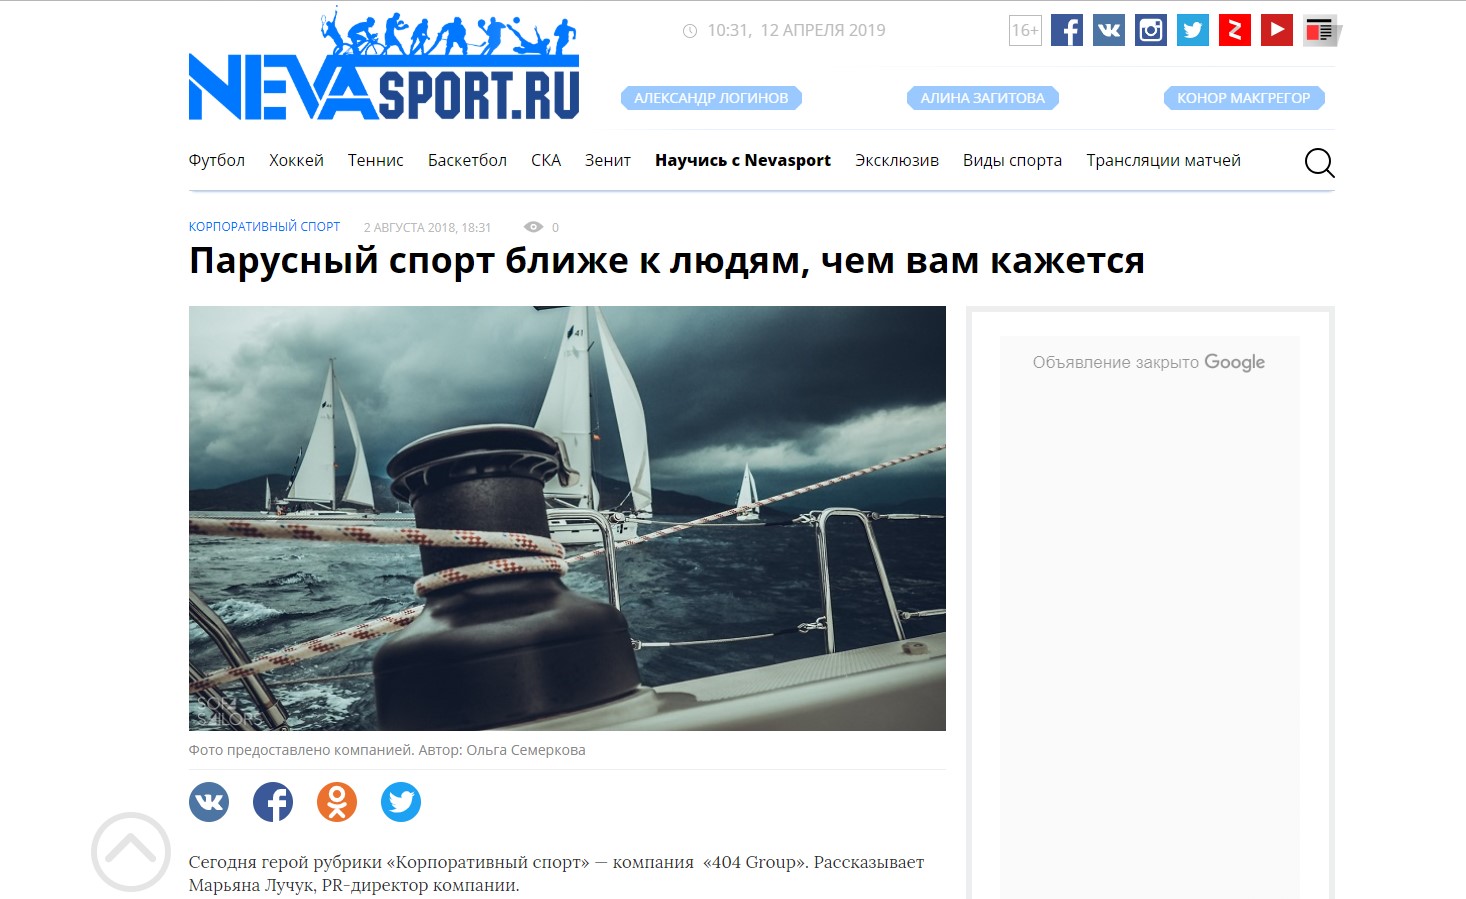 NEVASPORT.RU
10:31, 12 АПРЕЛЯ 2019
16+
АЛЕКСАНДР ЛОГИНОВ
АЛИНА ЗАГИТОВА
КОНОР МАКГРЕГОР
Футбол Хоккей Теннис Баскетбол СКА Зенит Научись с Nevasport Эксклюзив Виды спорта Трансляции матчей
КОРПОРАТИВНЫЙ СПОРТ 2 АВГУСТА 2018, 18:31 0
Парусный спорт ближе к людям, чем вам кажется
41
SAILORS
Объявление закрыто Google
Фото предоставлено компанией. Автор: Ольга Семеркова
Сегодня герой рубрики «Корпоративный спорт» — компания «404 Group». Рассказывает
Марьяна Лучук, PR-директор компании.